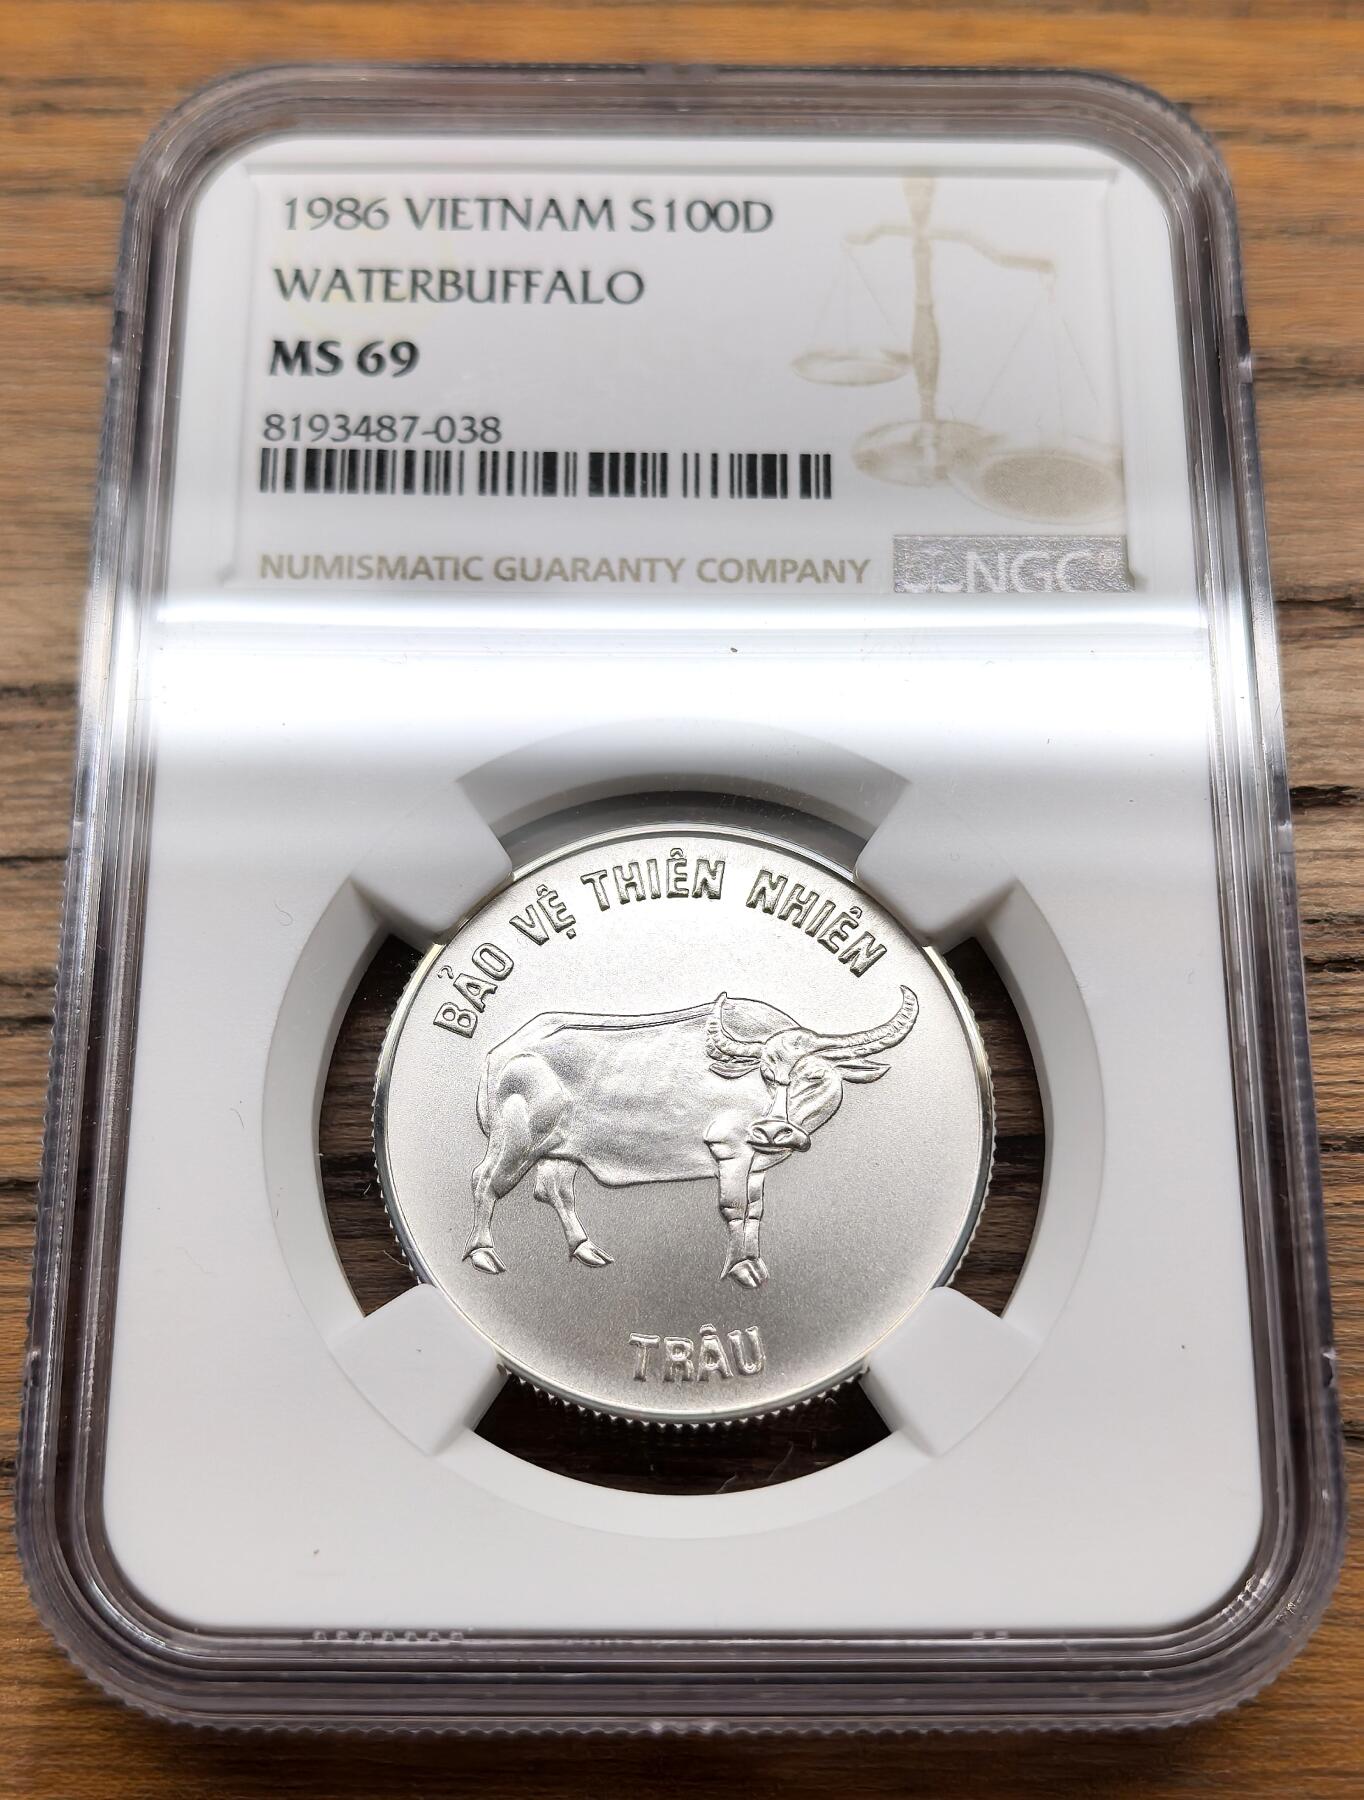 1986 VIETNAM S100D
WATERBUFFALO
MS 69
8193487-038
NUMISMATIC GUARANTY COMPANY
NGC
BẢO VỆ THIÊN NHIÊN
TRÂU